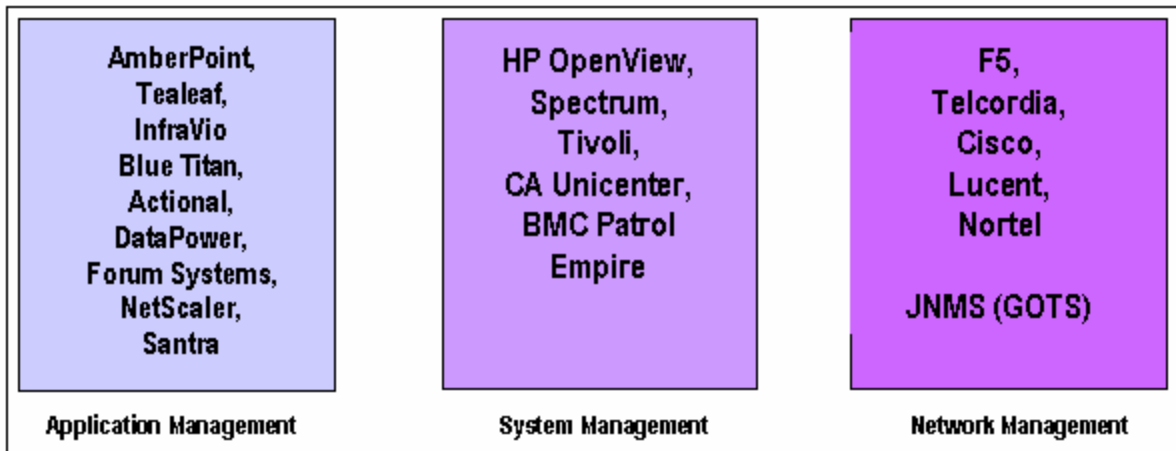 AmberPoint,
Tealeaf,
InfraVio
Blue Titan,
Actional,
DataPower,
Forum Systems,
NetScaler,
Santra
Application Management
HP OpenView,
Spectrum,
Tivoli,
CA Unicenter,
BMC Patrol
Empire
System Management
F5,
Telcordia,
Cisco,
Lucent,
Nortel
JNMS (GOTS)
Network Management